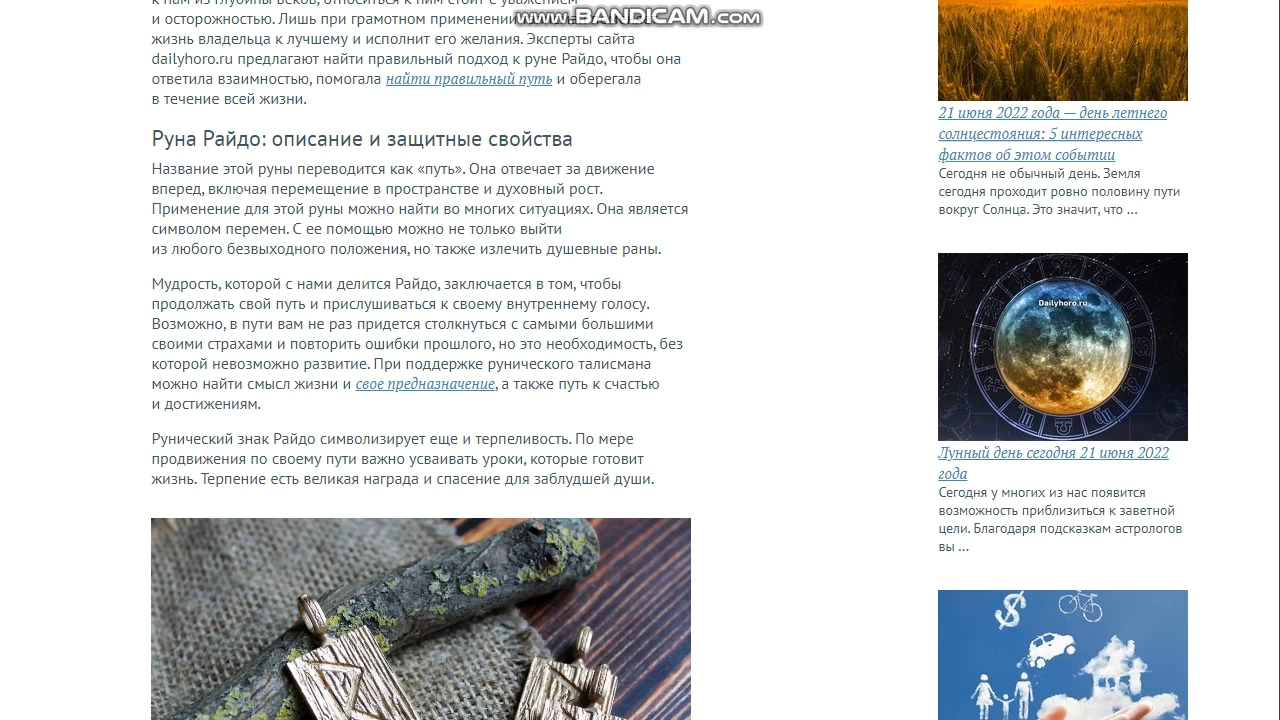 к нам из глубины веков, относиться к ним стоит с уважением
и осторожностью. Лишь при грамотном применении
www.BANDICAM.com
жизнь владельца к лучшему и исполнит его желания. Эксперты сайта
dailyhoro.ru предлагают найти правильный подход к руне Райдо, чтобы она
ответила взаимностью, помогала найти правильный путь и оберегала
в течение всей жизни.
Руна Райдо: описание и защитные свойства
Название этой руны переводится как «путь». Она отвечает за движение
вперед, включая перемещение в пространстве и духовный рост.
Применение для этой руны можно найти во многих ситуациях. Она является
символом перемен. С ее помощью можно не только выйти
из любого безвыходного положения, но также излечить душевные раны.
Мудрость, которой с нами делится Райдо, заключается в том, чтобы
продолжать свой путь и прислушиваться к своему внутреннему голосу.
Возможно, в пути вам не раз придется столкнуться с самыми большими
своими страхами и повторить ошибки прошлого, но это необходимость, без
которой невозможно развитие. При поддержке рунического талисмана
можно найти смысл жизни и свое предназначение, а также путь к счастью
и достижениям.
Рунический знак Райдо символизирует еще и терпеливость. По мере
продвижения по своему пути важно усваивать уроки, которые готовит
жизнь. Терпение есть великая награда и спасение для заблудшей души.
21 июня 2022 года — день летнего
солнцестояния: 5 интересных
фактов об этом событии
Сегодня не обычный день. Земля
сегодня проходит ровно половину пути
вокруг Солнца. Это значит, что ...
Dailyhoro.ru
Лунный день сегодня 21 июня 2022
года
Сегодня у многих из нас появится
возможность приблизиться к заветной
цели. Благодаря подсказкам астрологов
вы ...